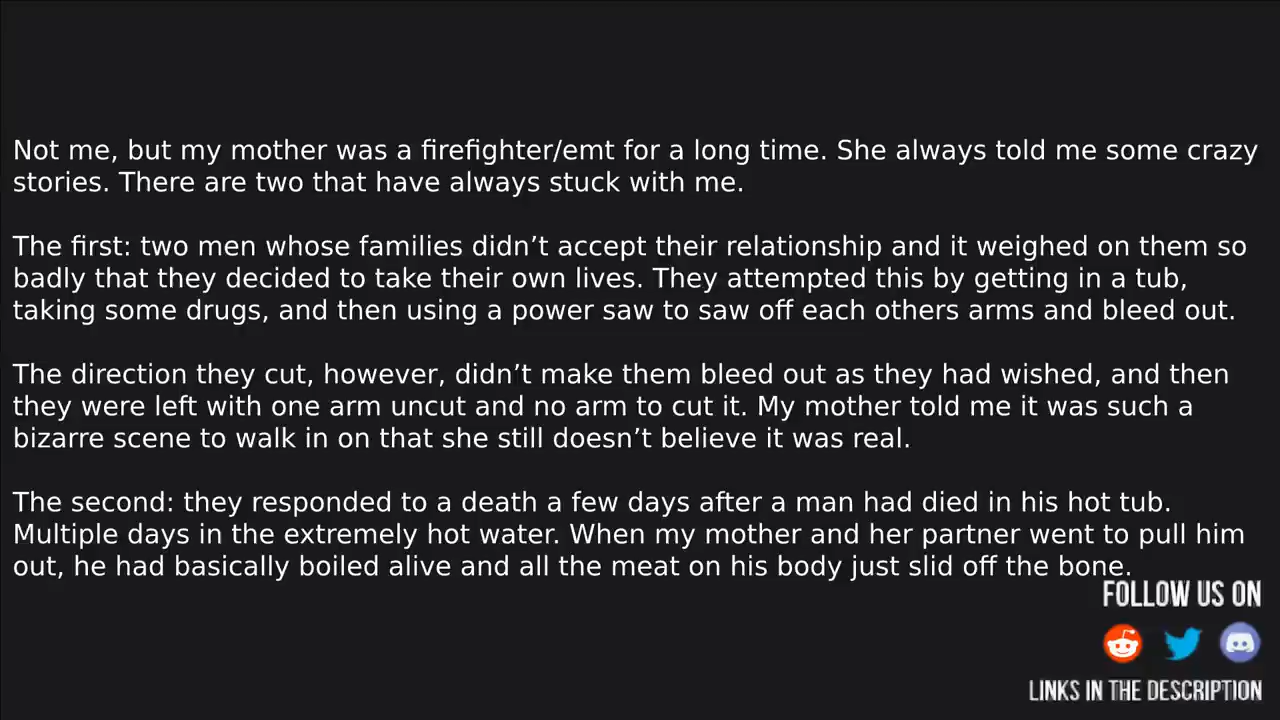 Not me, but my mother was a firefighter/emt for a long time. She always told me some crazy
stories. There are two that have always stuck with me.
The first: two men whose families didn’t accept their relationship and it weighed on them so
badly that they decided to take their own lives. They attempted this by getting in a tub,
taking some drugs, and then using a power saw to saw off each others arms and bleed out.
The direction they cut, however, didn’t make them bleed out as they had wished, and then
they were left with one arm uncut and no arm to cut it. My mother told me it was such a
bizarre scene to walk in on that she still doesn’t believe it was real.
The second: they responded to a death a few days after a man had died in his hot tub.
Multiple days in the extremely hot water. When my mother and her partner went to pull him
out, he had basically boiled alive and all the meat on his body just slid off the bone.
FOLLOW US ON
LINKS IN THE DESCRIPTION